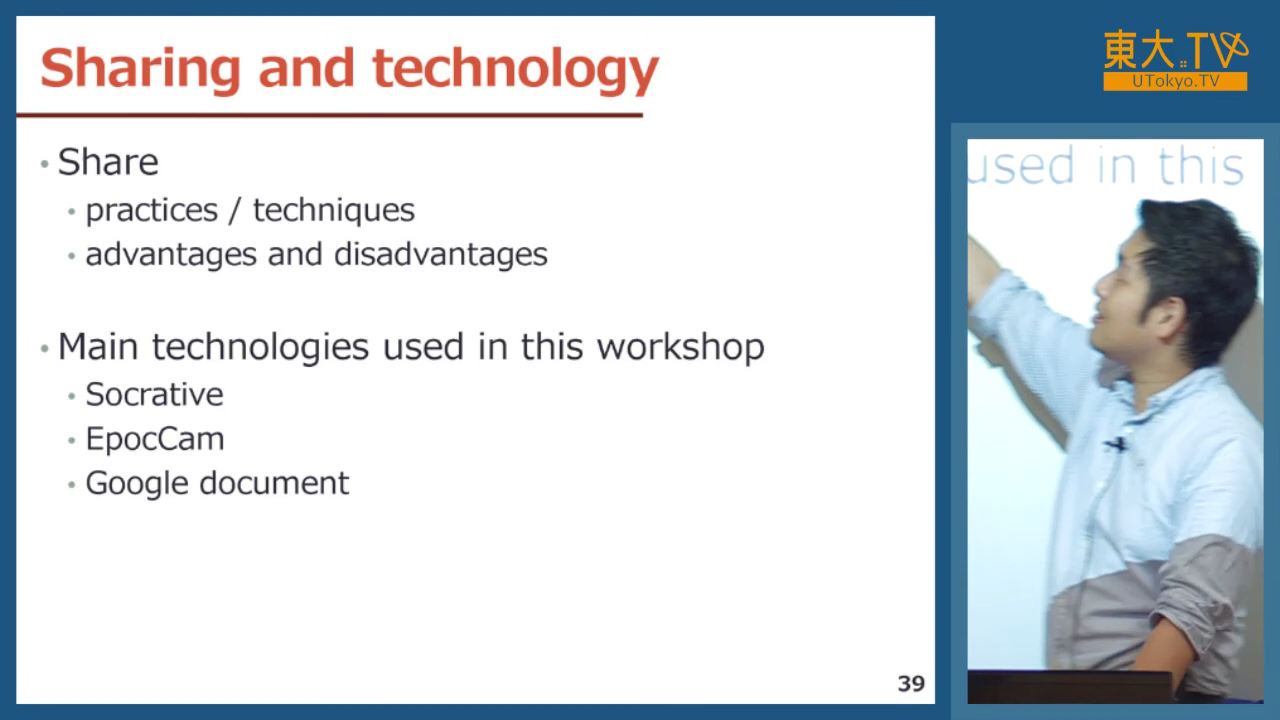 Sharing and technology
• Share
• practices / techniques
• advantages and disadvantages
• Main technologies used in this workshop
• Socrative
• EpocCam
• Google document
39
東大.TV
UTokyo.TV
used in this